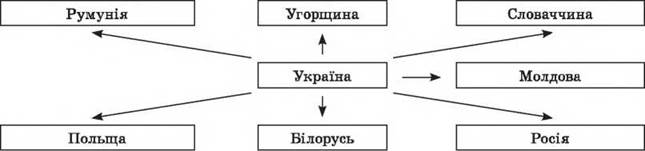 Румунія
Угорщина
Словаччина
Україна
Молдова
Польща
Білорусь
Росія